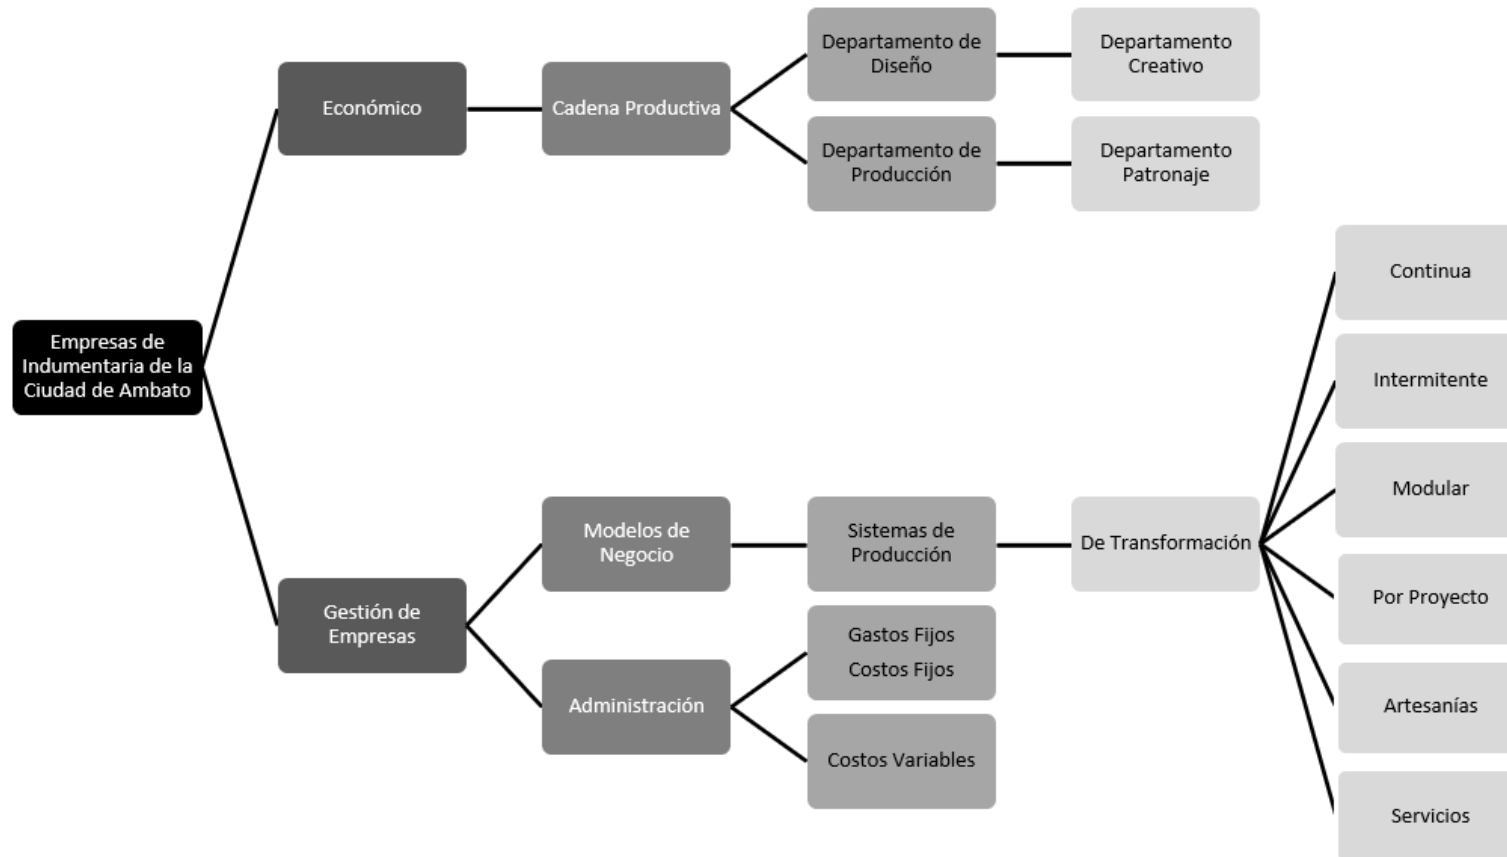 Empresas de
Indumentaria de la
Ciudad de Ambato
Económico
Cadena Productiva
Departamento de
Diseño
Departamento
Creativo
Departamento de
Producción
Departamento
Patronaje
Gestión de
Empresas
Modelos de
Negocio
Sistemas de
Producción
De Transformación
Continua
Intermitente
Modular
Por Proyecto
Artesanías
Servicios
Administración
Gastos Fijos
Costos Fijos
Costos Variables